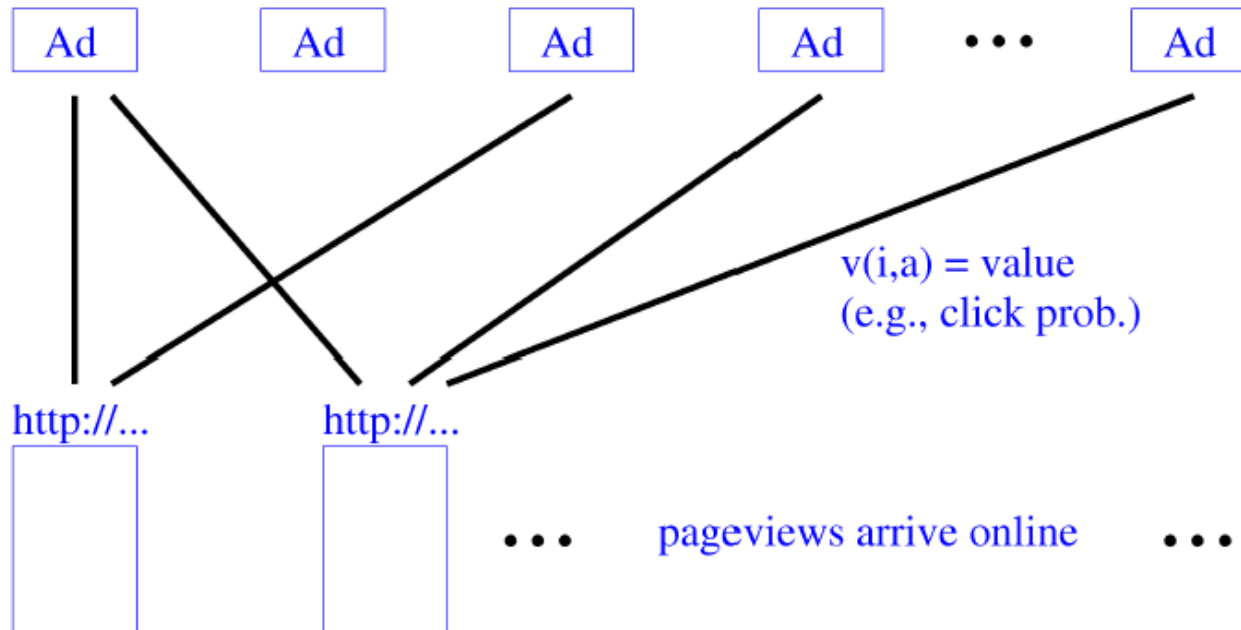 Ad Ad Ad Ad ••• Ad
v(i,a) = value
(e.g., click prob.)
http://... http://...
••• pageviews arrive online •••